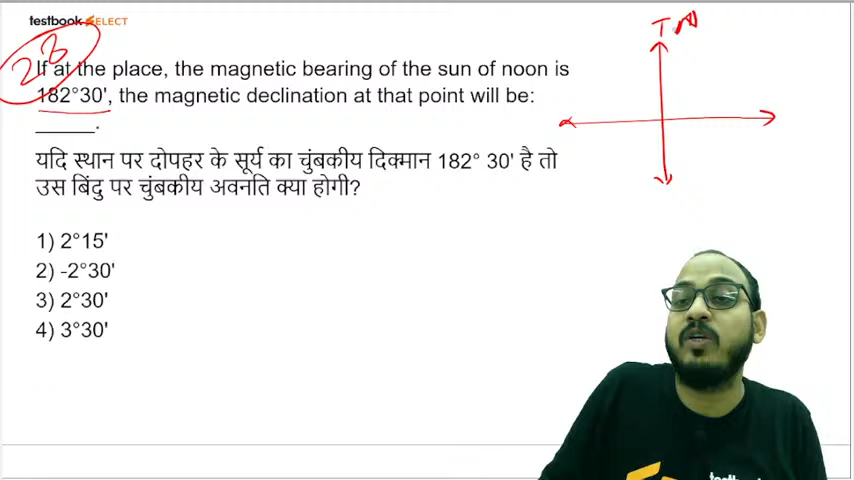 testbook SELECT
28
If at the place, the magnetic bearing of the sun of noon is
182°30', the magnetic declination at that point will be:
_____.
यदि स्थान पर दोपहर के सूर्य का चुंबकीय दिक्मान 182° 30' है तो
उस बिंदु पर चुंबकीय अवनति क्या होगी?
1) 2°15'
2) -2°30'
3) 2°30'
4) 3°30'